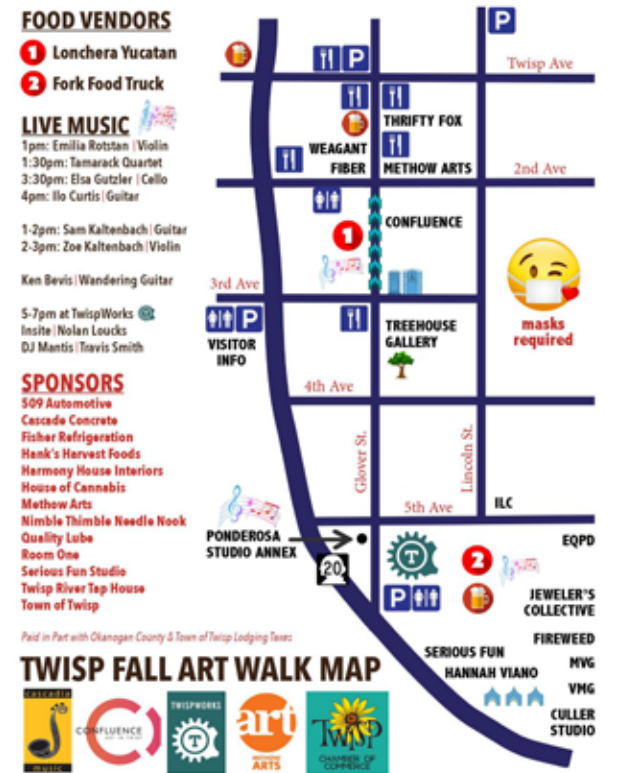 FOOD VENDORS
1 Lonchera Yucatan
2 Fork Food Truck
LIVE MUSIC
1pm: Emilia Rotstan | Violin
1:30pm: Tamarack Quartet
3:30pm: Elsa Gutzler | Cello
4pm: Ilo Curtis | Guitar
1-2pm: Sam Kaltenbach | Guitar
2-3pm: Zoe Kaltenbach | Violin
Ken Bevis | Wandering Guitar
5-7pm at TwispWorks
Insite | Nolan Loucks
DJ Mantis | Travis Smith
SPONSORS
509 Automotive
Cascade Concrete
Fisher Refrigeration
Hank's Harvest Foods
Harmony House Interiors
House of Cannabis
Methow Arts
Nimble Thimble Needle Nook
Quality Lube
Room One
Serious Fun Studio
Twisp River Tap House
Town of Twisp
Paid in Part with Okanogan County & Town of Twisp Lodging Taxes
TWISP FALL ART WALK MAP
cascadia
music
CONFLUENCE
ART IN TWISP
TWISPWORKS
T
art
METHOW
ARTS
TWISP
CHAMBER OF
COMMERCE
P
P
Twisp Ave
THRIFTY FOX
WEAGANT
FIBER
METHOW ARTS
2nd Ave
CONFLUENCE
1
3rd Ave
P
VISITOR
INFO
TREEHOUSE
GALLERY
masks
required
4th Ave
Glover St.
Lincoln St.
5th Ave
ILC
PONDEROSA
STUDIO ANNEX
20
T
P
2
EQPD
JEWELER'S
COLLECTIVE
FIREWEED
SERIOUS FUN
HANNAH VIANO
MVG
VMG
CULLER
STUDIO